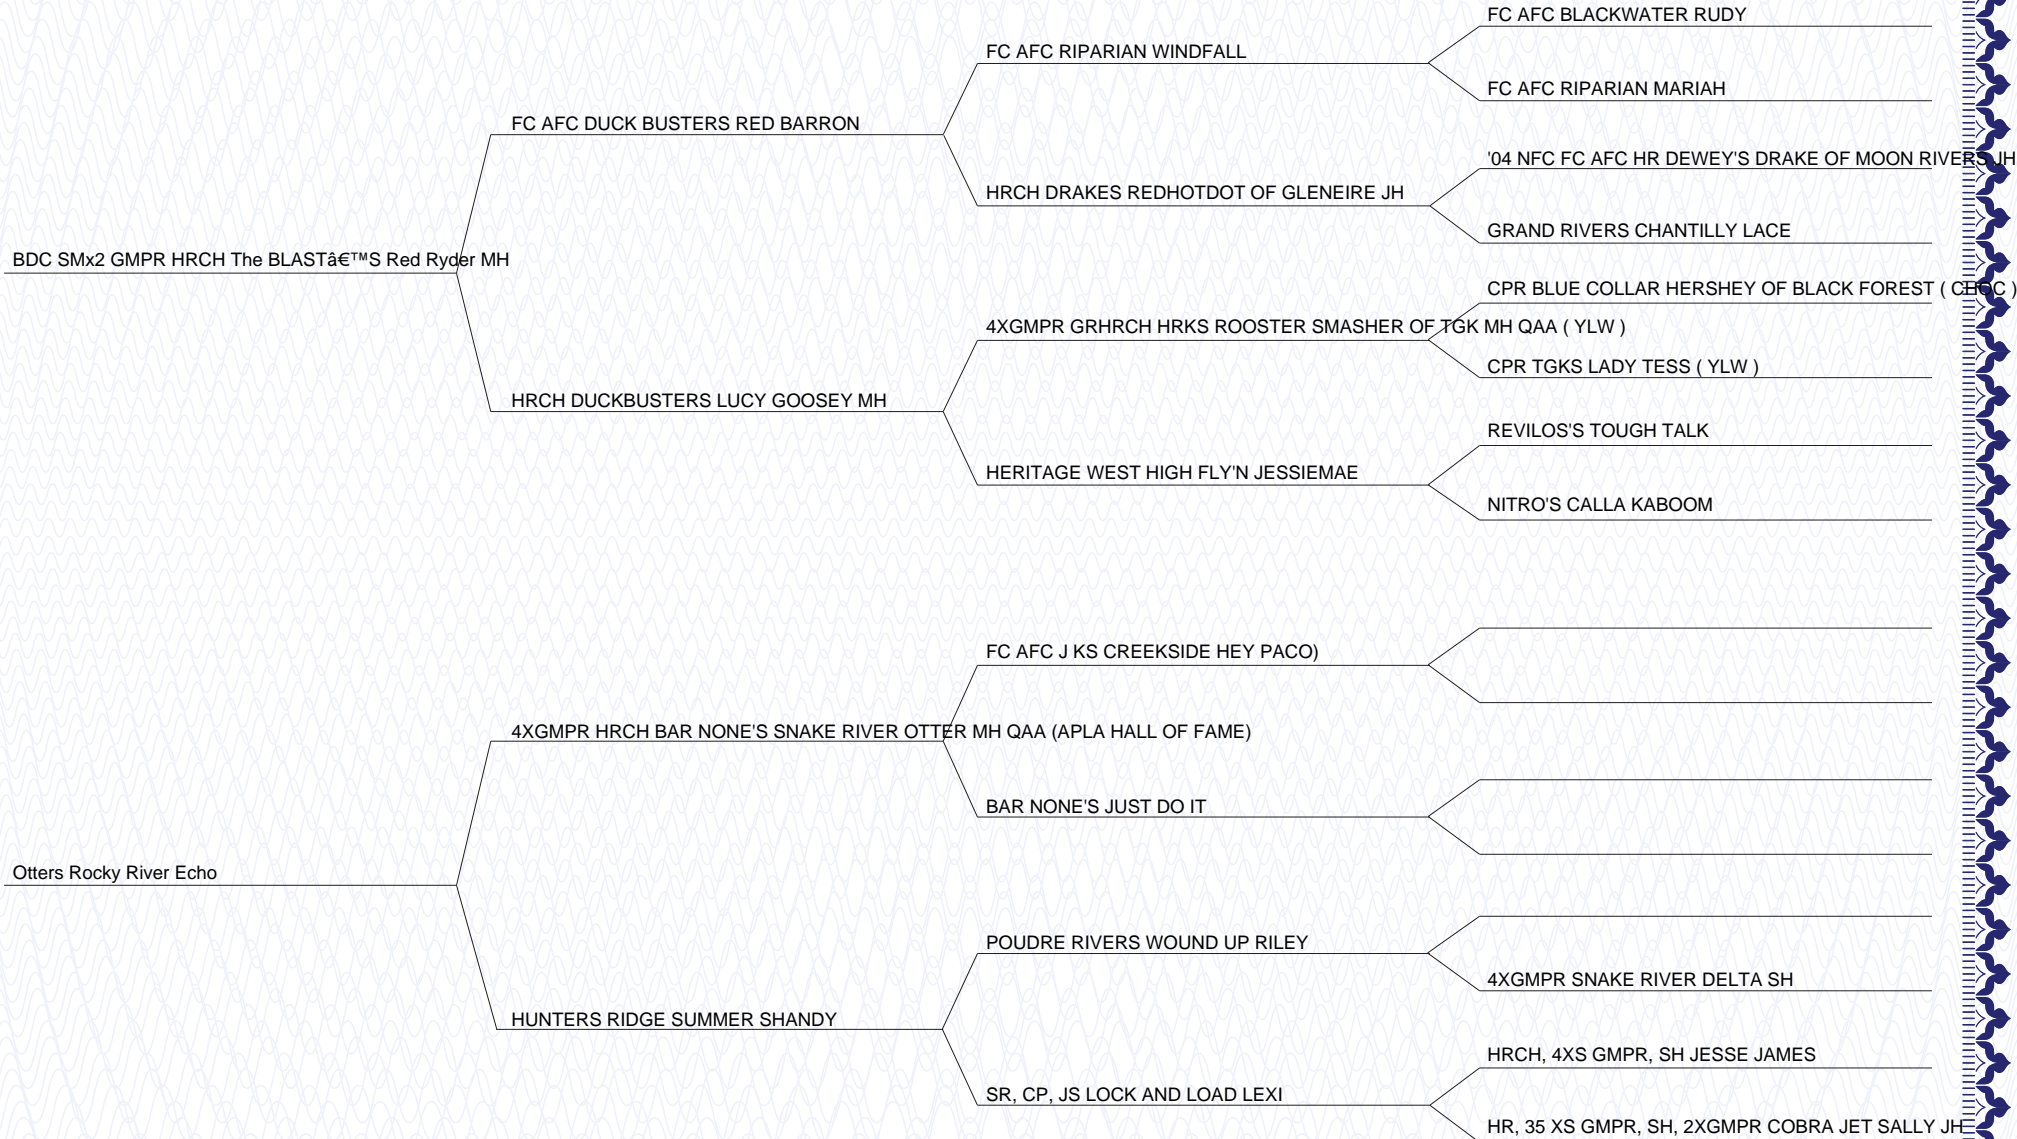 FC AFC BLACKWATER RUDY
FC AFC RIPARIAN WINDFALL
FC AFC RIPARIAN MARIAH
FC AFC DUCK BUSTERS RED BARRON
'04 NFC FC AFC HR DEWEY'S DRAKE OF MOON RIVERS JH
HRCH DRAKES REDHOTDOT OF GLENEIRE JH
GRAND RIVERS CHANTILLY LACE
BDC SMx2 GMPR HRCH The BLASTâ€™S Red Ryder MH
CPR BLUE COLLAR HERSHEY OF BLACK FOREST ( CHOC )
4XGMPR GRHRCH HRKS ROOSTER SMASHER OF TGK MH QAA ( YLW )
CPR TGKS LADY TESS ( YLW )
HRCH DUCKBUSTERS LUCY GOOSEY MH
REVILOS'S TOUGH TALK
HERITAGE WEST HIGH FLY'N JESSIEMAE
NITRO'S CALLA KABOOM
FC AFC J KS CREEKSIDE HEY PACO)
4XGMPR HRCH BAR NONE'S SNAKE RIVER OTTER MH QAA (APLA HALL OF FAME)
BAR NONE'S JUST DO IT
Otters Rocky River Echo
POUDRE RIVERS WOUND UP RILEY
4XGMPR SNAKE RIVER DELTA SH
HUNTERS RIDGE SUMMER SHANDY
HRCH, 4XS GMPR, SH JESSE JAMES
SR, CP, JS LOCK AND LOAD LEXI
HR, 35 XS GMPR, SH, 2XGMPR COBRA JET SALLY JH